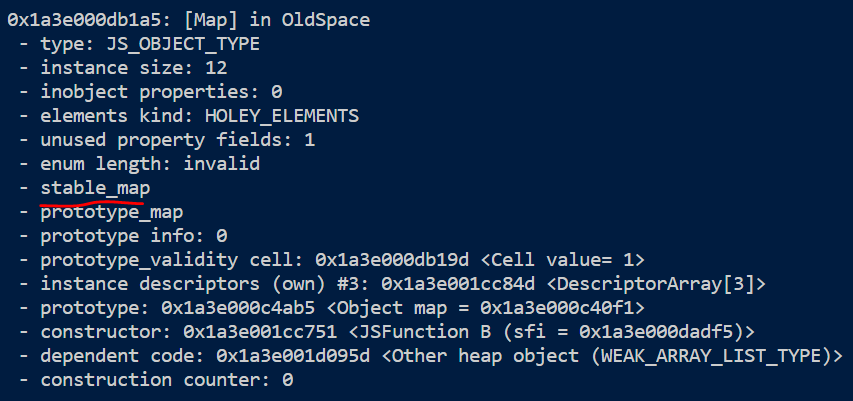 0x1a3e000db1a5: [Map] in OldSpace
- type: JS_OBJECT_TYPE
- instance size: 12
- inobject properties: 0
- elements kind: HOLEY_ELEMENTS
- unused property fields: 1
- enum length: invalid
- stable_map
- prototype_map
- prototype info: 0
- prototype_validity cell: 0x1a3e000db19d <Cell value= 1>
- instance descriptors (own) #3: 0x1a3e001cc84d <DescriptorArray[3]>
- prototype: 0x1a3e000c4ab5 <Object map = 0x1a3e000c40f1>
- constructor: 0x1a3e001cc751 <JSFunction B (sfi = 0x1a3e000dadf5)>
- dependent code: 0x1a3e001d095d <Other heap object (WEAK_ARRAY_LIST_TYPE)>
- construction counter: 0